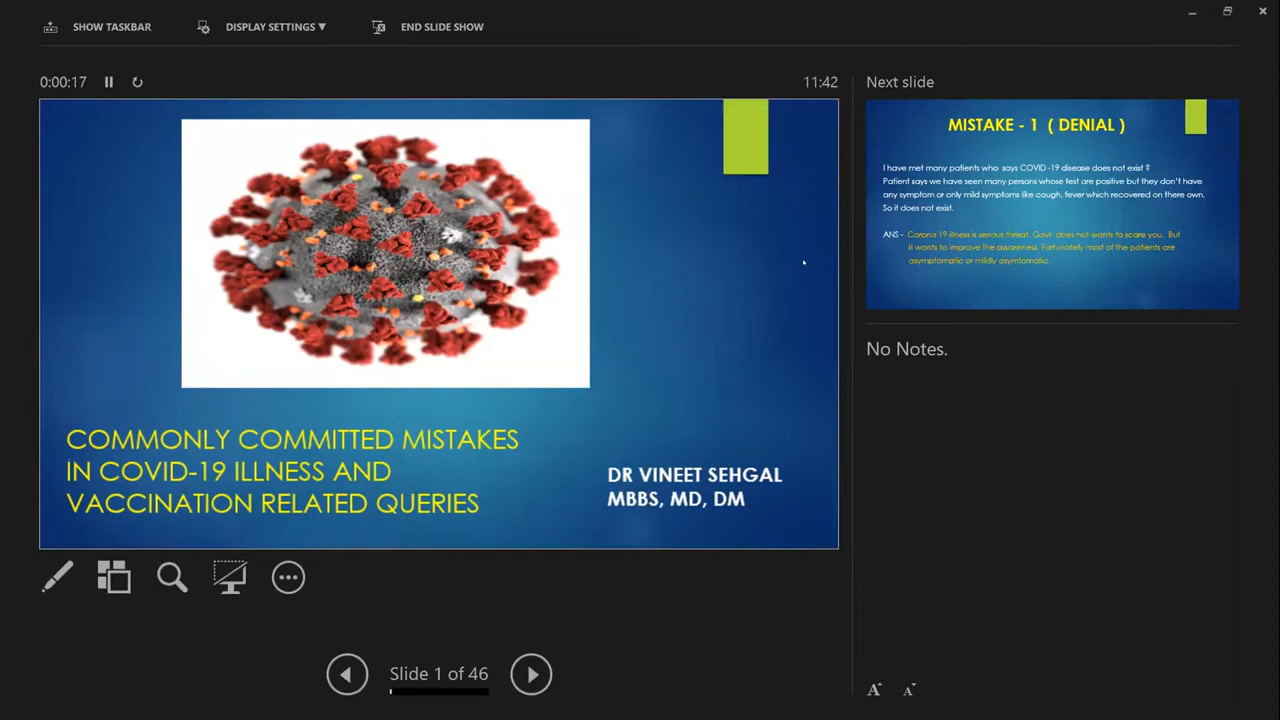 SHOW TASKBAR
DISPLAY SETTINGS ▼
END SLIDE SHOW
0:00:17
11:42
COMMONLY COMMITTED MISTAKES
IN COVID-19 ILLNESS AND
VACCINATION RELATED QUERIES
DR VINEET SEHGAL
MBBS, MD, DM
Slide 1 of 46
Next slide
MISTAKE - 1 ( DENIAL )
I have met many patients who says COVID -19 disease does not exist ?
Patient says we have seen many persons whose test are positive but they don't have
any symptom or only mild symptoms like cough, fever which recovered on there own.
So it does not exist.
ANS - Corona 19 illness is serious threat. Govt does not wants to scare you. But
it wants to improve the awareness. Fortunately most of the patients are
asymptomatic or mildly asymtomatic.
No Notes.
A A